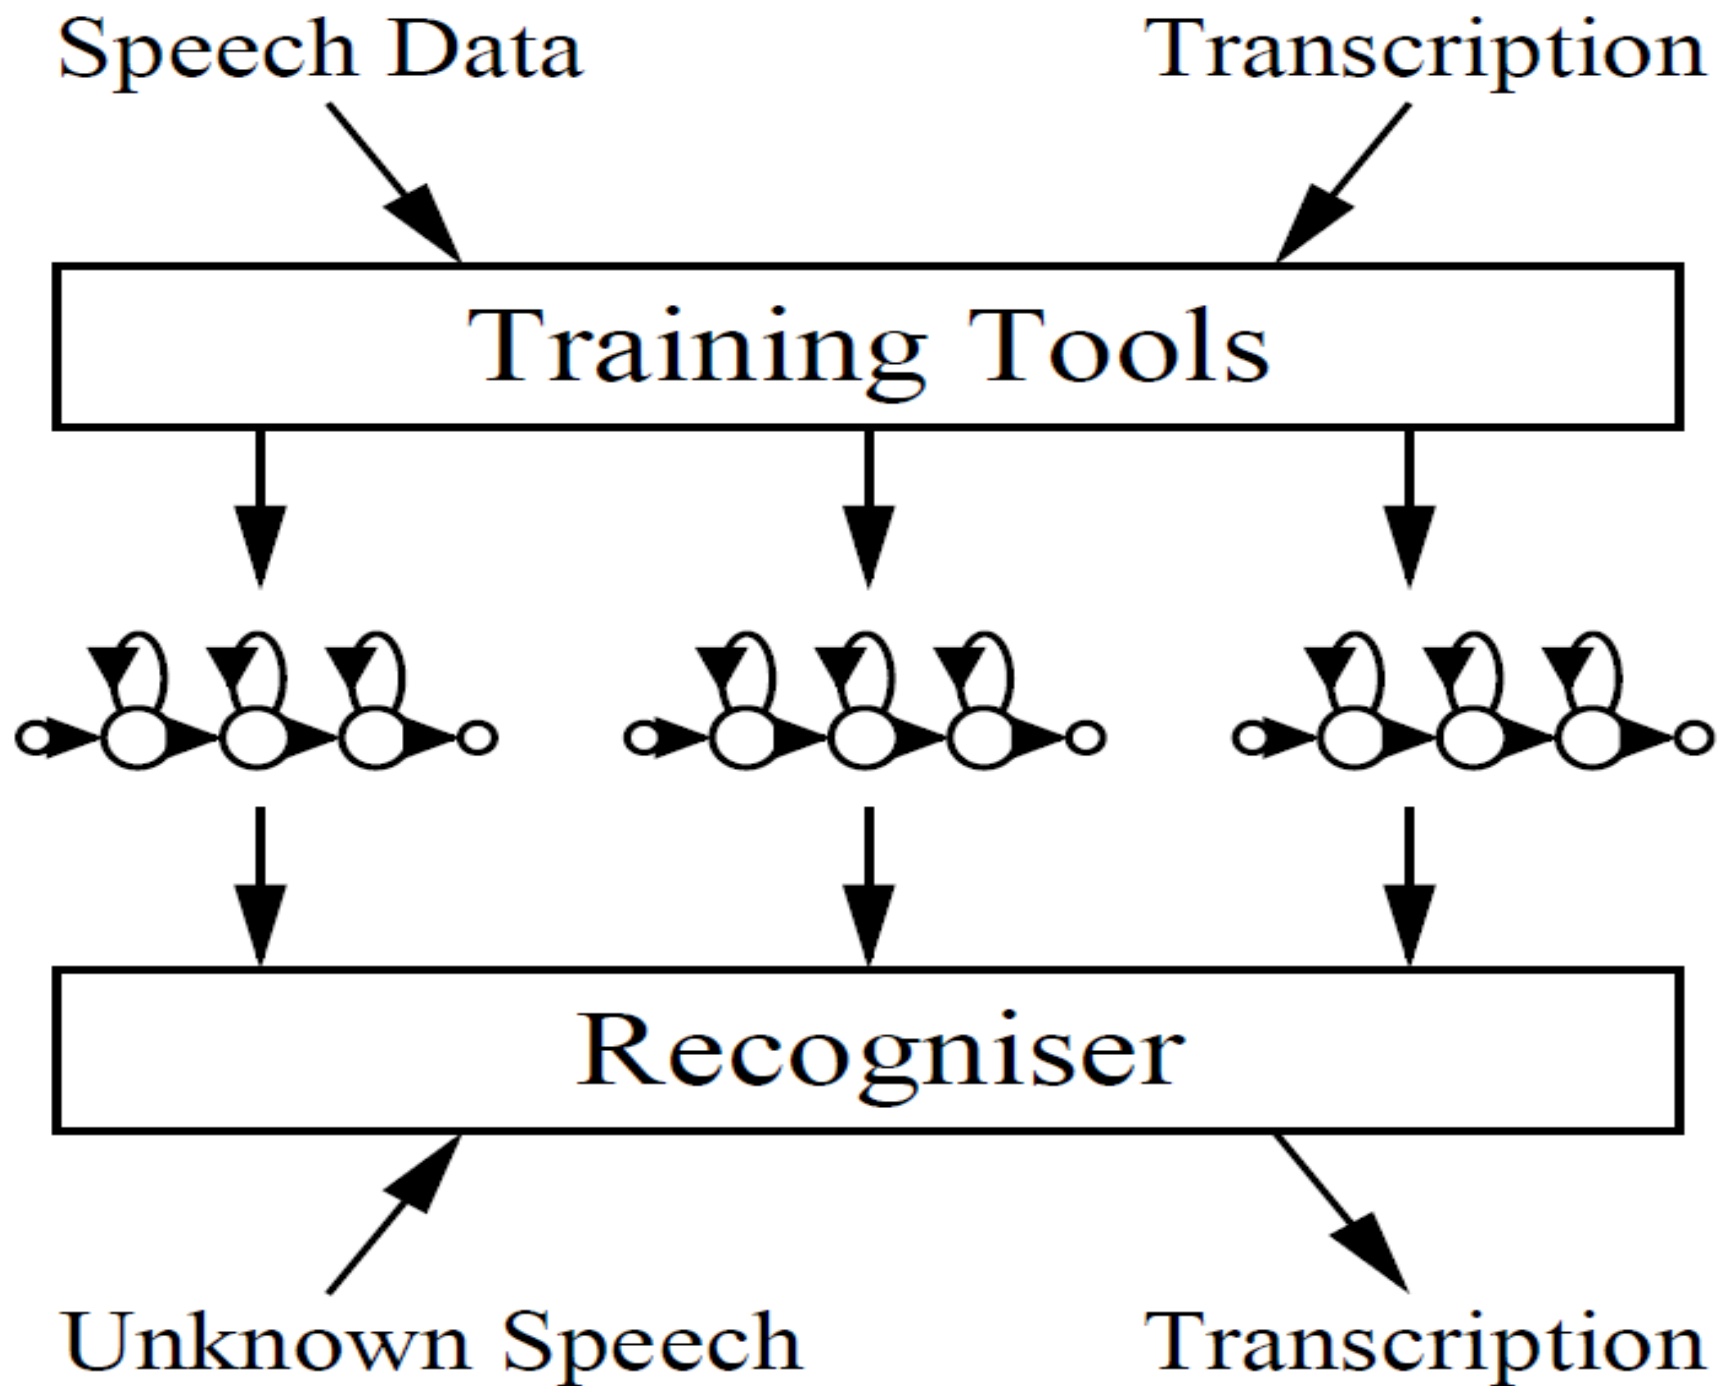 Speech Data
Transcription
Training Tools
Recogniser
Unknown Speech
Transcription